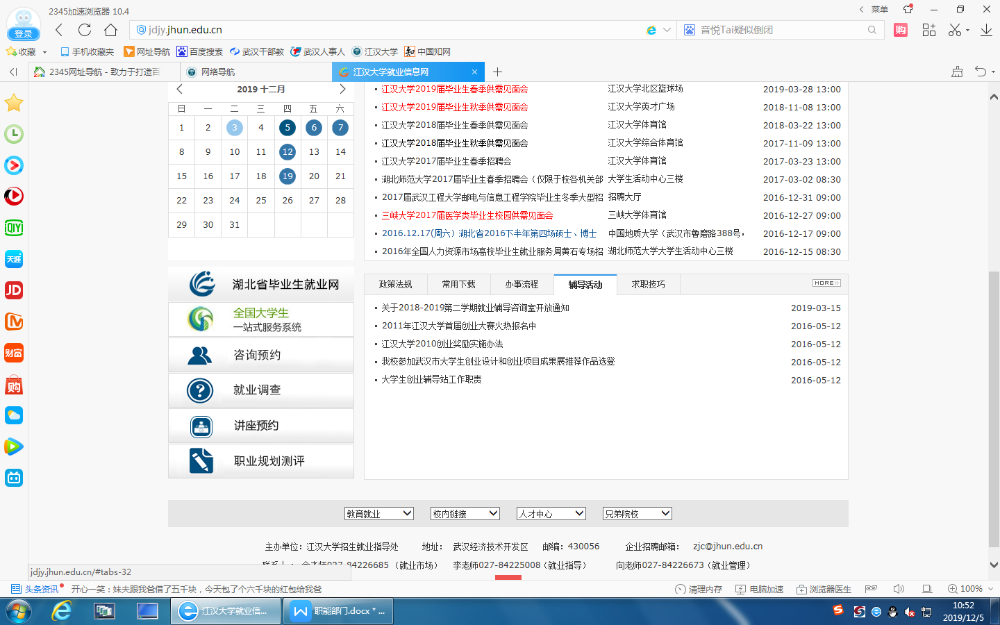 2345加速浏览器 10.4
菜单
登录
jdjy.jhun.edu.cn
音悦Tai疑似倒闭
购
收藏
手机收藏夹
网址导航
百度搜索
武汉干部教
武汉人事人
江汉大学
中国知网
2345网址导航 - 致力于打造百
网络导航
江汉大学就业信息网
2019 十二月
日 一 二 三 四 五 六
1 2 3 4 5 6 7
8 9 10 11 12 13 14
15 16 17 18 19 20 21
22 23 24 25 26 27 28
29 30 31
江汉大学2019届毕业生春季供需见面会 江汉大学北区篮球场 2019-03-28 13:00
江汉大学2019届毕业生秋季供需见面会 江汉大学英才广场 2018-11-08 13:00
江汉大学2018届毕业生春季供需见面会 江汉大学体育馆 2018-03-22 13:00
江汉大学2018届毕业生秋季供需见面会 江汉大学综合体育馆 2017-11-09 13:00
江汉大学2017届毕业生春季招聘会 江汉大学体育馆 2017-03-23 13:00
湖北师范大学2017届毕业生春季招聘会（仅限于校各机关部 大学生活动中心三楼 2017-03-02 08:30
2017届武汉工程大学邮电与信息工程学院毕业生冬季大型招 招聘大厅 2016-12-31 09:00
三峡大学2017届医学类毕业生校园供需见面会 三峡大学体育馆 2016-12-27 09:00
2016.12.17(周六）湖北省2016下半年第四场硕士、博士 中国地质大学（武汉市鲁磨路388号， 2016-12-17 09:00
2016年全国人力资源市场高校毕业生就业服务周黄石专场招 湖北师范大学大学生活动中心三楼 2016-12-15 08:30
湖北省毕业生就业网
全国大学生
一站式服务系统
咨询预约
就业调查
讲座预约
职业规划测评
政策法规 常用下载 办事流程 辅导活动 求职技巧 MORE>>
关于2018-2019第二学期就业辅导咨询室开放通知 2019-03-15
2011年江汉大学首届创业大赛火热报名中 2016-05-12
江汉大学2010创业奖励实施办法 2016-05-12
我校参加武汉市大学生创业设计和创业项目成果展推荐作品选登 2016-05-12
大学生创业辅导站工作职责 2016-05-12
iQIY
天涯
JD
财富
购
教育就业 校内链接 人才中心 兄弟院校
主办单位：江汉大学招生就业指导处 地址： 武汉经济技术开发区 邮编：430056 企业招聘邮箱： zjc@jhun.edu.cn
84226685（就业市场） 李老师027-84225008（就业指导） 向老师027-84226673（就业管理）
jdjy.jhun.edu.cn/#tabs-32
头条资讯 开心一笑：妹夫跟我爸借了五千块，今天包了个六千块的红包给我爸
清理内存 电脑加速 浏览器医生 100%
江汉大学就业信...
职能部门.docx * ...
10:52
2019/12/5